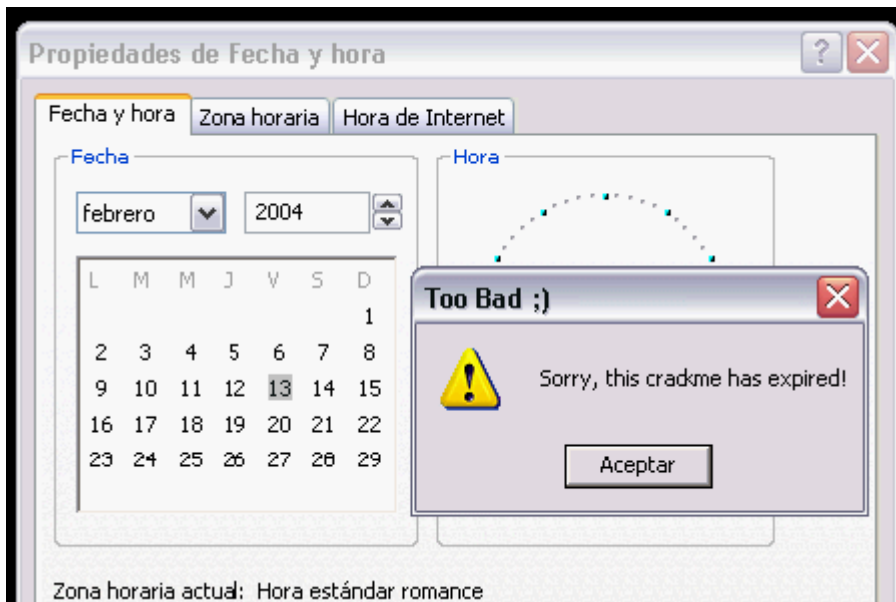 Propiedades de Fecha y hora
Fecha y hora
Zona horaria
Hora de Internet
Fecha
Hora
febrero
2004
L M M J V S D
1
2 3 4 5 6 7 8
9 10 11 12 13 14 15
16 17 18 19 20 21 22
23 24 25 26 27 28 29
Too Bad ;)
Sorry, this crackme has expired!
Aceptar
Zona horaria actual: Hora estándar romance